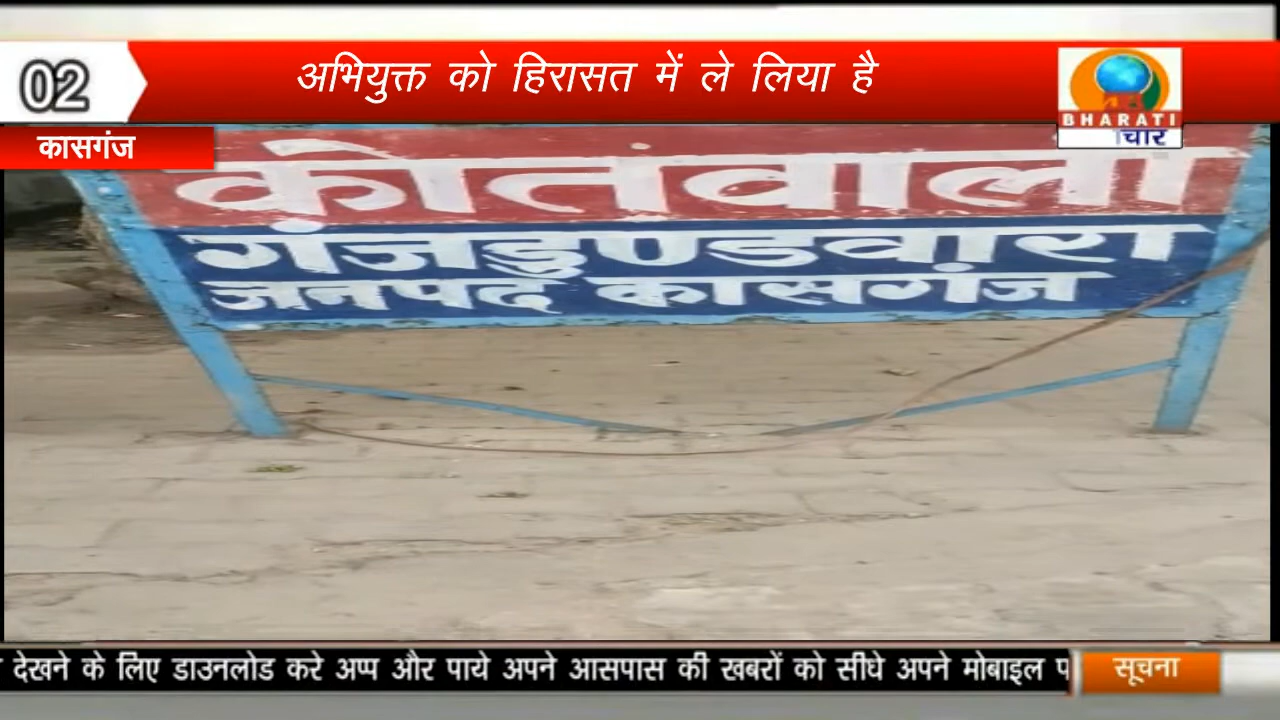 02
अभियुक्त को हिरासत में ले लिया है
BHARATI
चार
कासगंज
कोतवाली
गंजडुण्डवारा
जनपद कासगंज
देखने के लिए डाउनलोड करे अप्प और पाये अपने आसपास की खबरों को सीधे अपने मोबाइल
सूचना